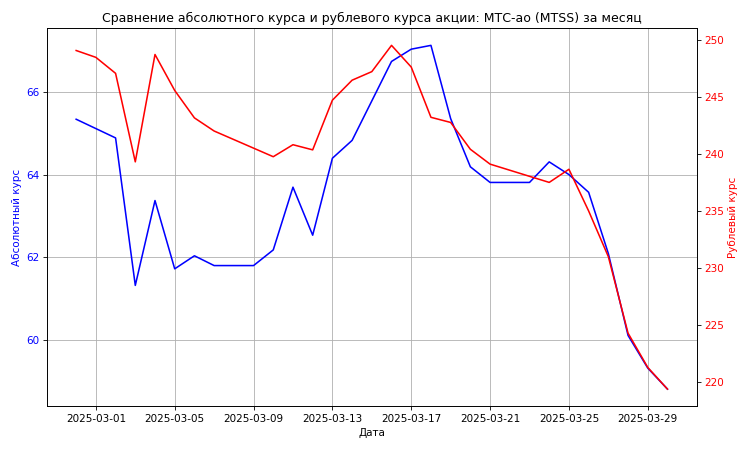 Сравнение абсолютного курса и рублевого курса акции: МТС-ао (MTSS) за месяц
Абсолютный курс
66
64
62
60
250
245
240
235
230
225
220
Рублевый курс
2025-03-01 2025-03-05 2025-03-09 2025-03-13 2025-03-17 2025-03-21 2025-03-25 2025-03-29
Дата